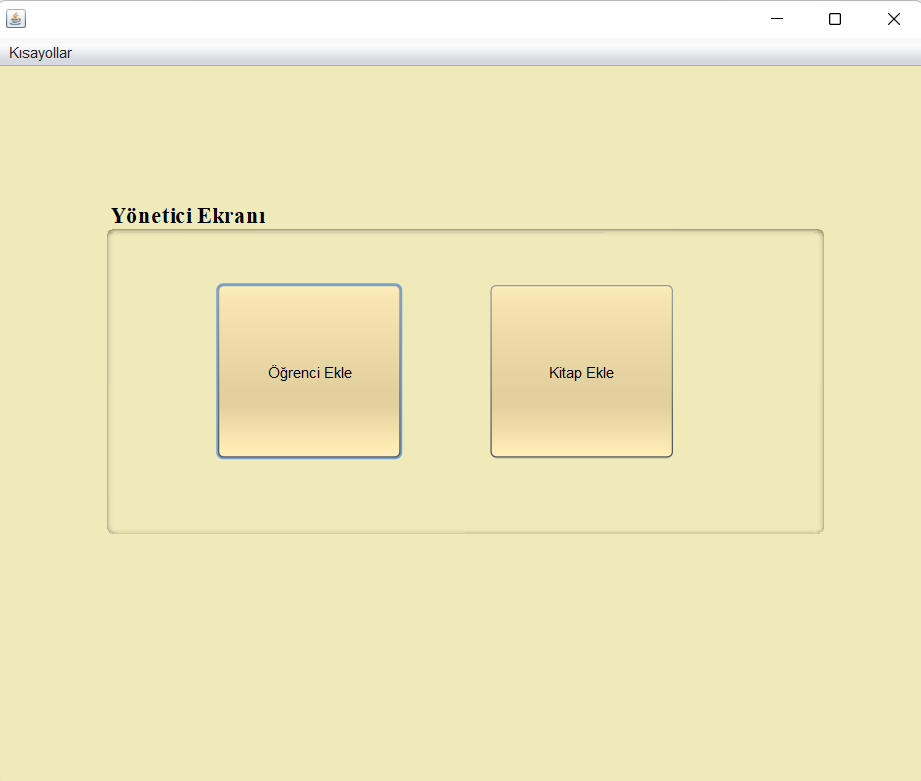 Kısayollar
Yönetici Ekranı
Öğrenci Ekle
Kitap Ekle